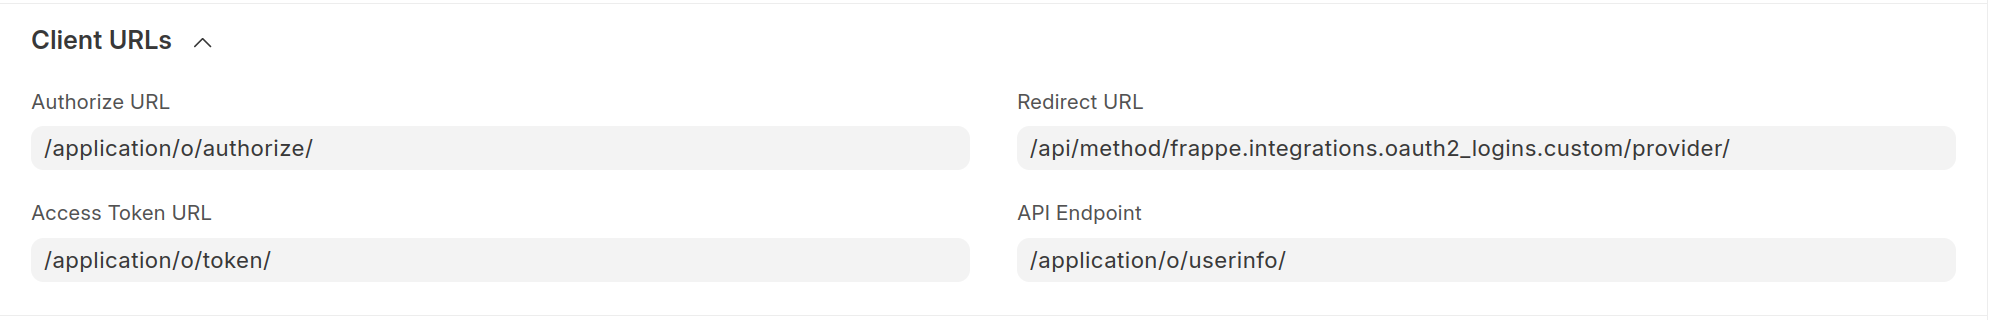 Client URLs
Authorize URL
/application/o/authorize/
Redirect URL
/api/method/frappe.integrations.oauth2_logins.custom/provider/
Access Token URL
/application/o/token/
API Endpoint
/application/o/userinfo/